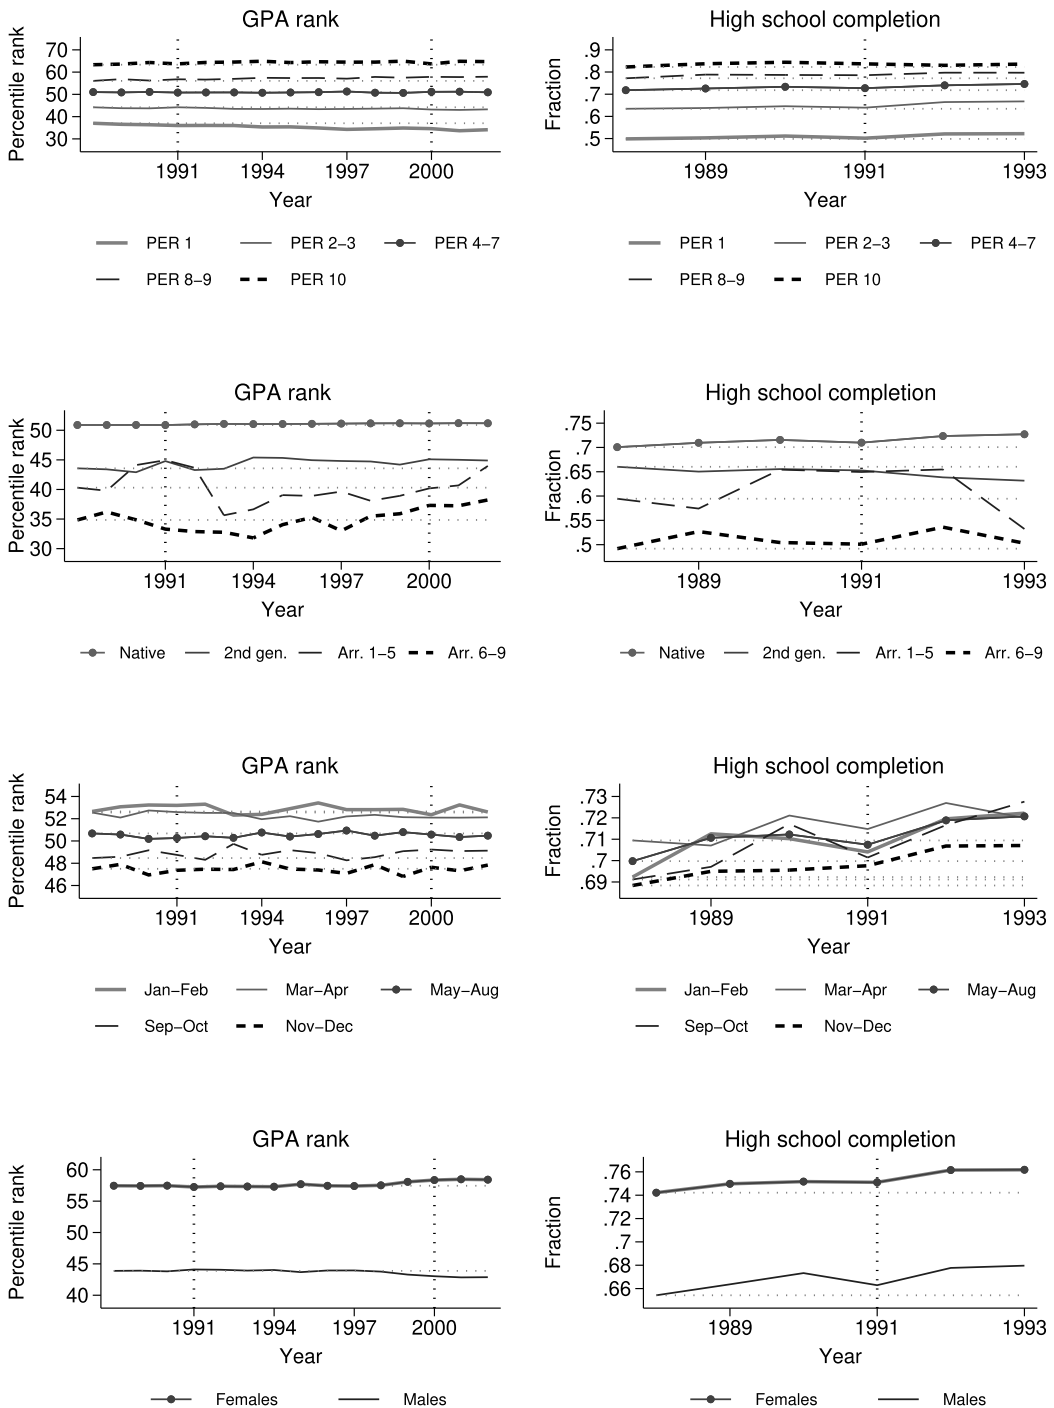 GPA rank
High school completion
Percentile rank
70
60
50
40
30
Fraction
.9
.8
.7
.6
.5
1991 1994 1997 2000
1989 1991 1993
Year
Year
PER 1 PER 2–3 PER 4–7
PER 8–9 PER 10
PER 1 PER 2–3 PER 4–7
PER 8–9 PER 10
GPA rank
High school completion
Percentile rank
50
45
40
35
30
Fraction
.75
.7
.65
.6
.55
.5
1991 1994 1997 2000
1989 1991 1993
Year
Year
Native 2nd gen. Arr. 1–5 Arr. 6–9
Native 2nd gen. Arr. 1–5 Arr. 6–9
GPA rank
High school completion
Percentile rank
54
52
50
48
46
Fraction
.73
.72
.71
.7
.69
1991 1994 1997 2000
1989 1991 1993
Year
Year
Jan–Feb Mar–Apr May–Aug
Sep–Oct Nov–Dec
Jan–Feb Mar–Apr May–Aug
Sep–Oct Nov–Dec
GPA rank
High school completion
Percentile rank
60
55
50
45
40
Fraction
.76
.74
.72
.7
.68
.66
1991 1994 1997 2000
1989 1991 1993
Year
Year
Females Males
Females Males